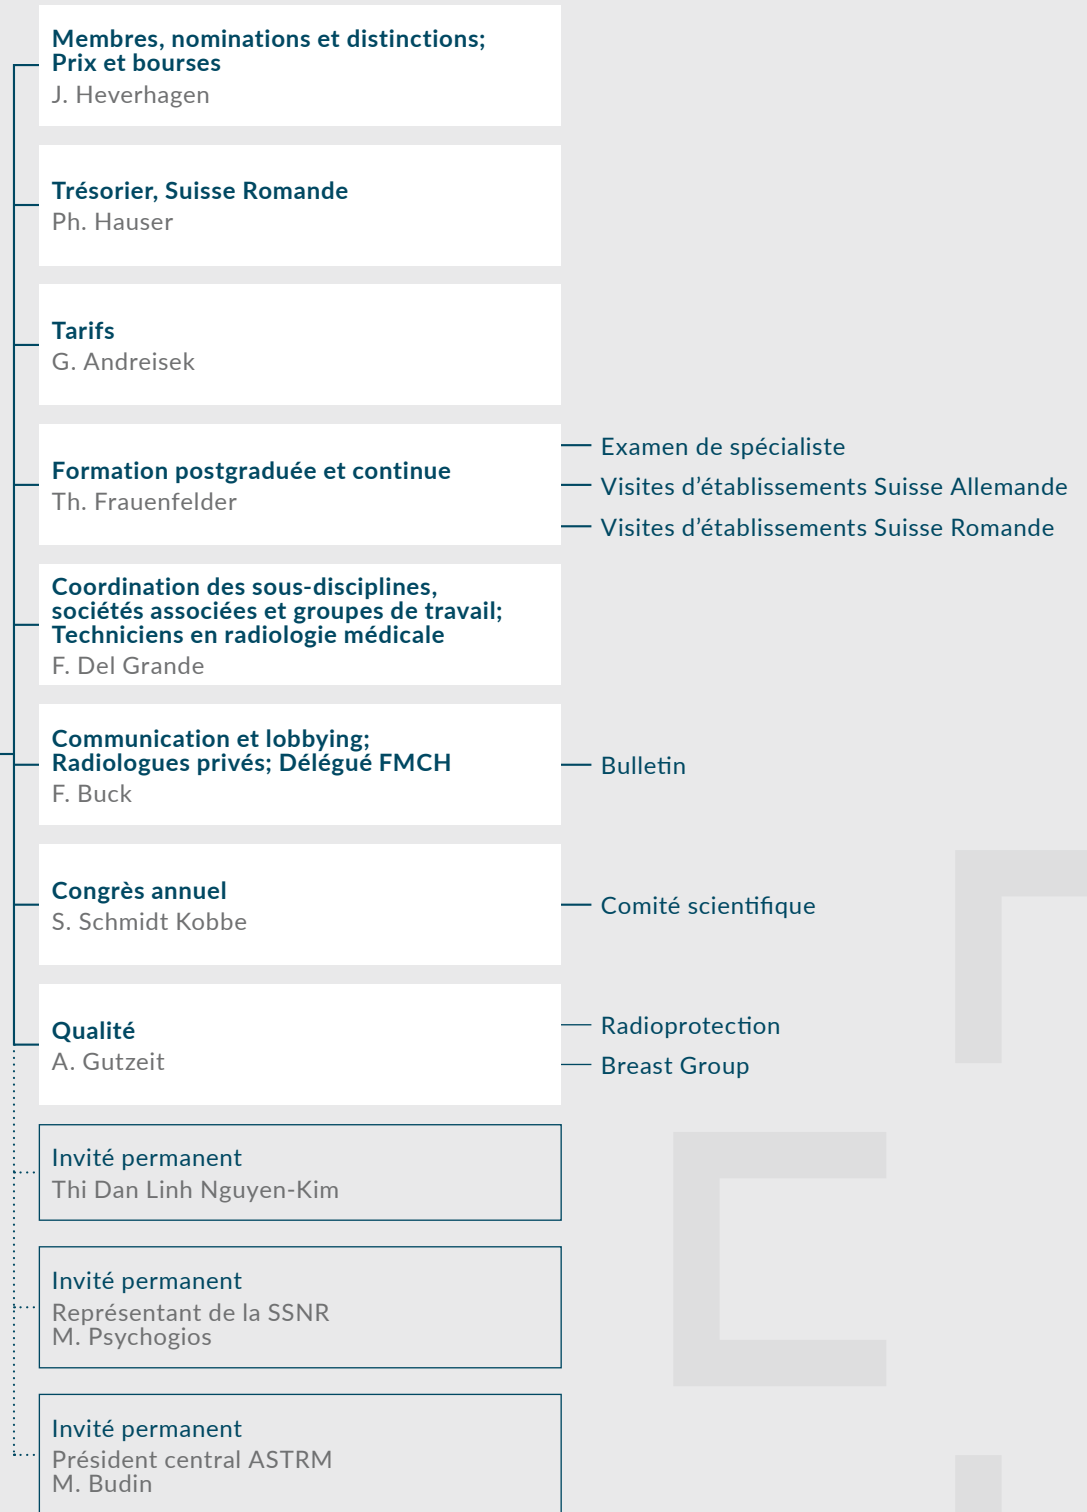 Membres, nominations et distinctions;
Prix et bourses
J. Heverhagen
Trésorier, Suisse Romande
Ph. Hauser
Tarifs
G. Andreisek
Formation postgraduée et continue
Th. Frauenfelder
Examen de spécialiste
Visites d’établissements Suisse Allemande
Visites d’établissements Suisse Romande
Coordination des sous-disciplines,
sociétés associées et groupes de travail;
Techniciens en radiologie médicale
F. Del Grande
Communication et lobbying;
Radiologues privés; Délégué FMCH
F. Buck
Bulletin
Congrès annuel
S. Schmidt Kobbe
Comité scientifique
Qualité
A. Gutzeit
Radioprotection
Breast Group
Invité permanent
Thi Dan Linh Nguyen-Kim
Invité permanent
Représentant de la SSNR
M. Psychogios
Invité permanent
Président central ASTRM
M. Budin